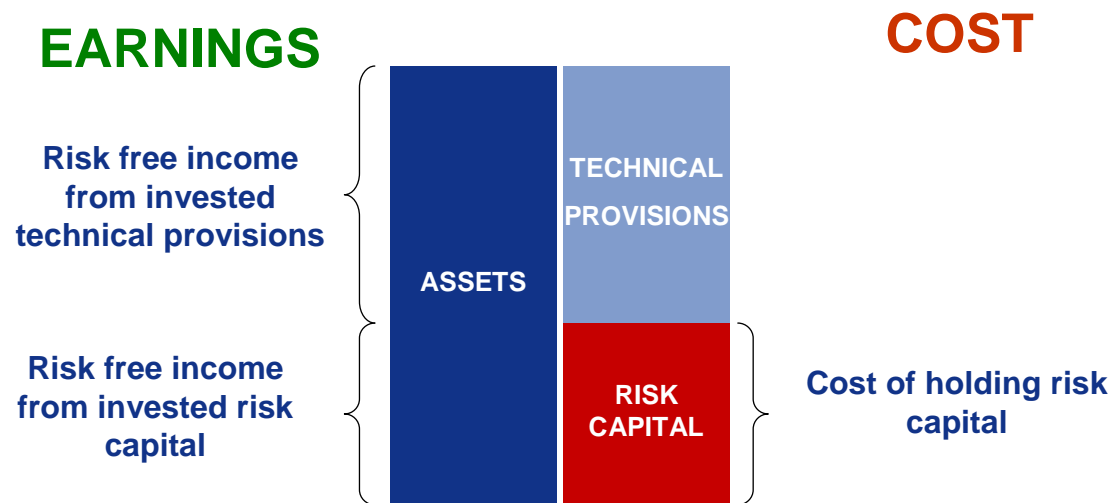 EARNINGS
COST
Risk free income
from invested
technical provisions
ASSETS
TECHNICAL
PROVISIONS
Risk free income
from invested risk
capital
RISK
CAPITAL
Cost of holding risk
capital